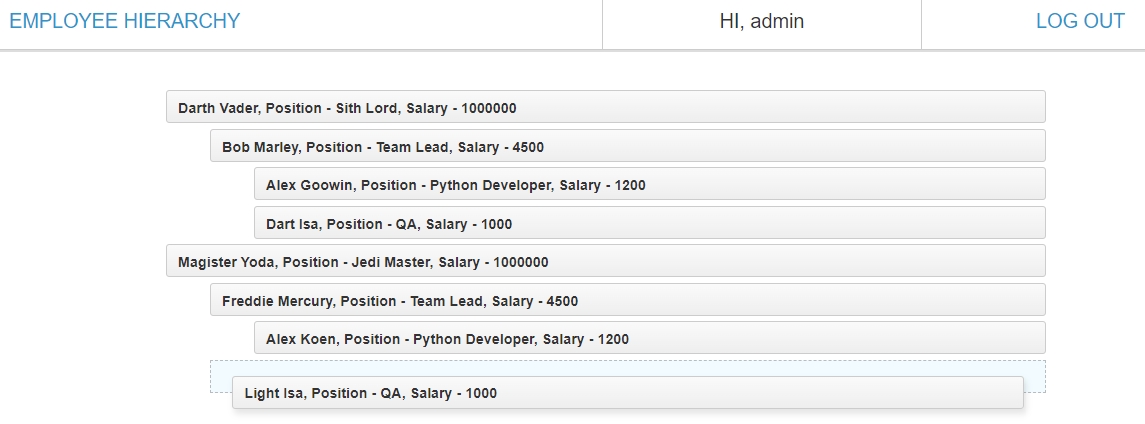 EMPLOYEE HIERARCHY
HI, admin
LOG OUT
Darth Vader, Position - Sith Lord, Salary - 1000000
Bob Marley, Position - Team Lead, Salary - 4500
Alex Goowin, Position - Python Developer, Salary - 1200
Dart Isa, Position - QA, Salary - 1000
Magister Yoda, Position - Jedi Master, Salary - 1000000
Freddie Mercury, Position - Team Lead, Salary - 4500
Alex Koen, Position - Python Developer, Salary - 1200
Light Isa, Position - QA, Salary - 1000